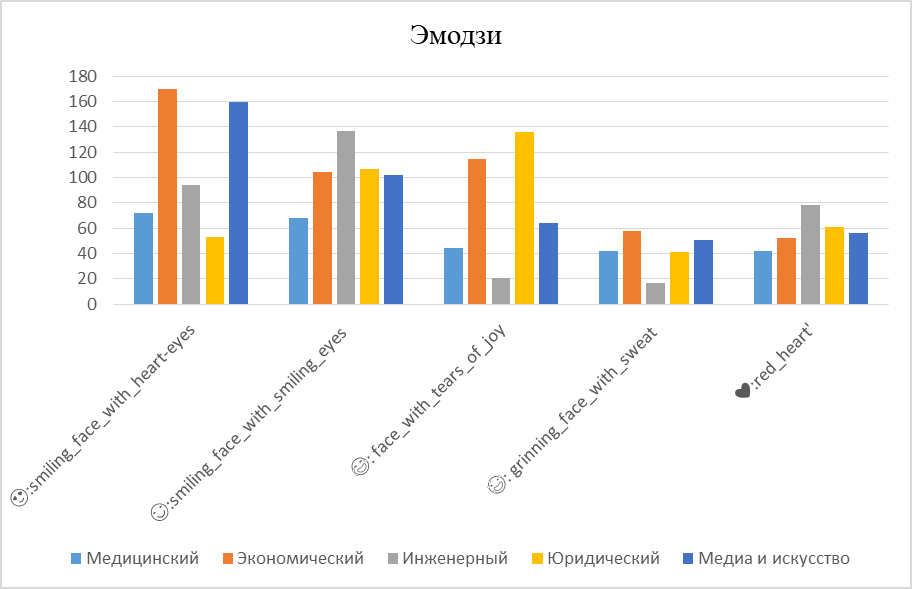 Эмодзи
180
160
140
120
100
80
60
40
20
0
😍:smiling_face_with_heart-eyes
😊:smiling_face_with_smiling_eyes
😂: face_with_tears_of_joy
😅: grinning_face_with_sweat
❤:red_heart'
Медицинский Экономический Инженерный Юридический Медиа и искусство